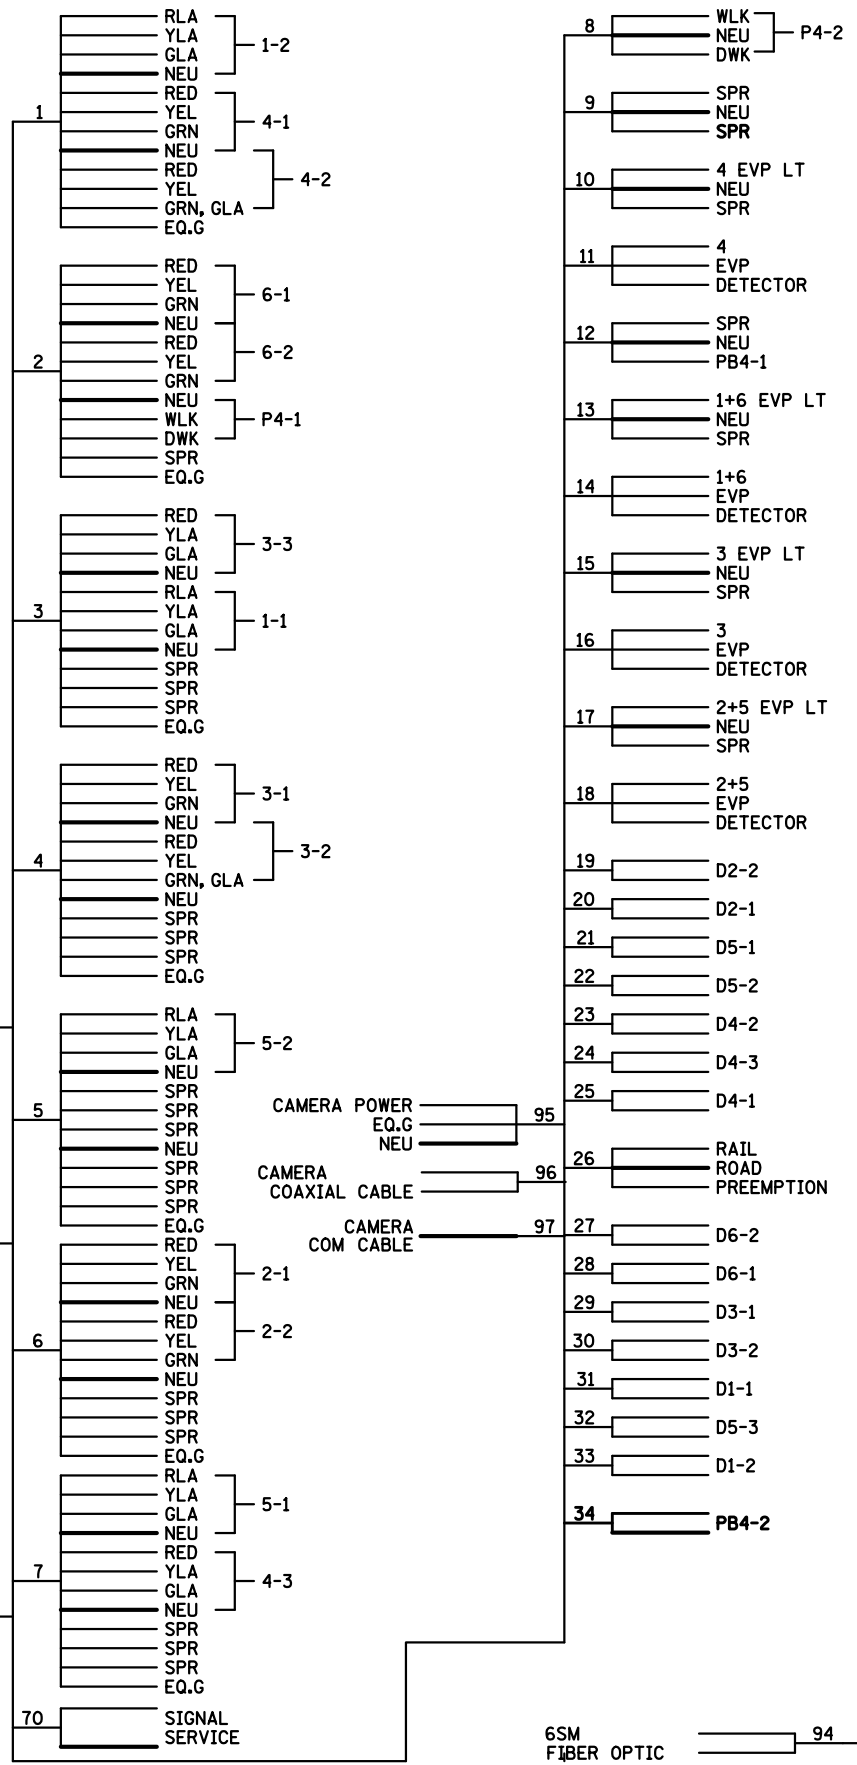 RLA
YLA
GLA
NEU
1-2
1
RED
YEL
GRN
NEU
4-1
RED
YEL
GRN, GLA
4-2
EQ.G
2
RED
YEL
GRN
NEU
6-1
RED
YEL
GRN
NEU
6-2
WLK
DWK
P4-1
SPR
EQ.G
3
RED
YLA
GLA
NEU
3-3
RLA
YLA
GLA
NEU
1-1
SPR
SPR
SPR
EQ.G
4
RED
YEL
GRN
NEU
3-1
RED
YEL
GRN, GLA
3-2
NEU
SPR
SPR
SPR
EQ.G
5
RLA
YLA
GLA
NEU
5-2
SPR
SPR
SPR
NEU
SPR
SPR
SPR
EQ.G
6
RED
YEL
GRN
NEU
2-1
RED
YEL
GRN
2-2
NEU
SPR
SPR
SPR
EQ.G
7
RLA
YLA
GLA
NEU
5-1
RED
YLA
GLA
NEU
4-3
SPR
SPR
SPR
EQ.G
70
SIGNAL
SERVICE
8
WLK
NEU
DWK
P4-2
9
SPR
NEU
SPR
10
4 EVP LT
NEU
SPR
11
4
EVP
DETECTOR
12
SPR
NEU
PB4-1
13
1+6 EVP LT
NEU
SPR
14
1+6
EVP
DETECTOR
15
3 EVP LT
NEU
SPR
16
3
EVP
DETECTOR
17
2+5 EVP LT
NEU
SPR
18
2+5
EVP
DETECTOR
19 D2-2
20 D2-1
21 D5-1
22 D5-2
23 D4-2
24 D4-3
25 D4-1
CAMERA POWER
EQ.G
NEU
95
CAMERA
COAXIAL CABLE
96
CAMERA
COM CABLE
97
26
RAIL
ROAD
PREEMPTION
27 D6-2
28 D6-1
29 D3-1
30 D3-2
31 D1-1
32 D5-3
33 D1-2
34 PB4-2
6SM
FIBER OPTIC
94